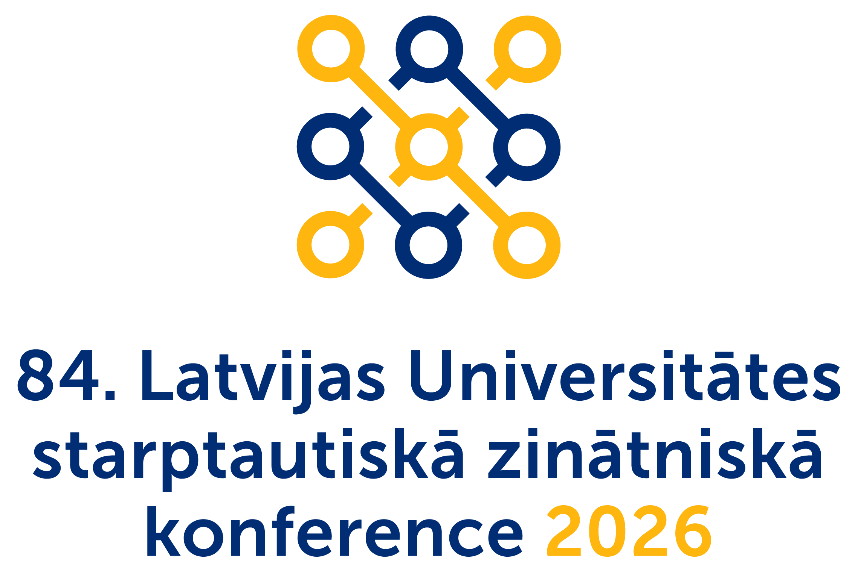 84. Latvijas Universitātes
starptautiskā zinātniskā
konference 2026